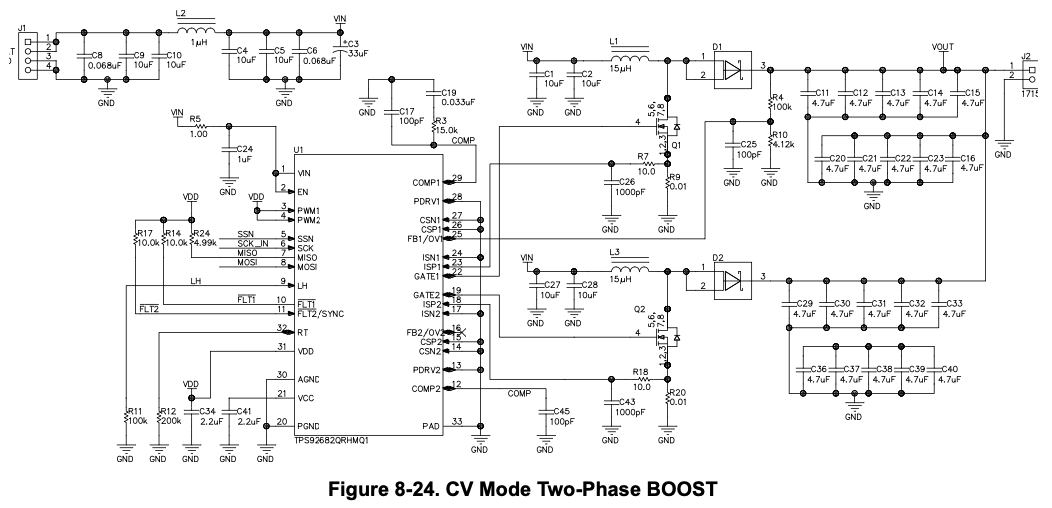 J1
1
2
3
4
C8
0.068uF
C9
10uF
C10
10uF
GND
L2
1µH
C4
10uF
C5
10uF
C6
0.068uF
GND
VIN
C3
33uF
GND
C17
100pF
C19
0.033uF
R3
15.0k
COMP
VIN
R5
1.00
C24
1uF
GND
U1
1 VIN
2 EN
3 PWM1
4 PWM2
5 SSN
6 SCK
7 MISO
8 MOSI
9 LH
10 FLT1
11 FLT2/SYNC
32 RT
31 VDD
30 AGND
21 VCC
20 PGND
COMP1 29
PDRV1 28
CSN1 27
CSP1 26
FB1/OV1 25
ISN1 24
ISP1 23
GATE1 22
GATE2 19
ISP2 18
ISN2 17
FB2/OV2 16
CSP2 15
CSN2 14
PDRV2 13
COMP2 12
PAD 33
TPS92682QRHMQ1
VDD
VDD
R17
10.0k
R14
10.0k
R24
4.99k
SSN
SCK_IN
MISO
MOSI
LH
FLT1
FLT2
R11
100k
GND
R12
200k
GND
VDD
C34
2.2uF
GND
C41
2.2uF
GND
GND
GND
COMP
C45
100pF
GND
VIN
C1
10uF
C2
10uF
GND
L1
15µH
D1
1
2
3
4
5,6,
7,8
1,2,3
Q1
R7
10.0
C26
1000pF
GND
R9
0.01
GND
R4
100k
R10
4.12k
C25
100pF
GND
GND
VOUT
C11
4.7uF
C12
4.7uF
C13
4.7uF
C14
4.7uF
C15
4.7uF
C20
4.7uF
C21
4.7uF
C22
4.7uF
C23
4.7uF
C16
4.7uF
GND
J2
1
2
1715
GND
VIN
C27
10uF
C28
10uF
GND
L3
15µH
D2
1
2
3
Q2
4
5,6,
7,8
1,2,3
R18
10.0
C43
1000pF
GND
R20
0.01
GND
C29
4.7uF
C30
4.7uF
C31
4.7uF
C32
4.7uF
C33
4.7uF
C36
4.7uF
C37
4.7uF
C38
4.7uF
C39
4.7uF
C40
4.7uF
GND
Figure 8-24. CV Mode Two-Phase BOOST